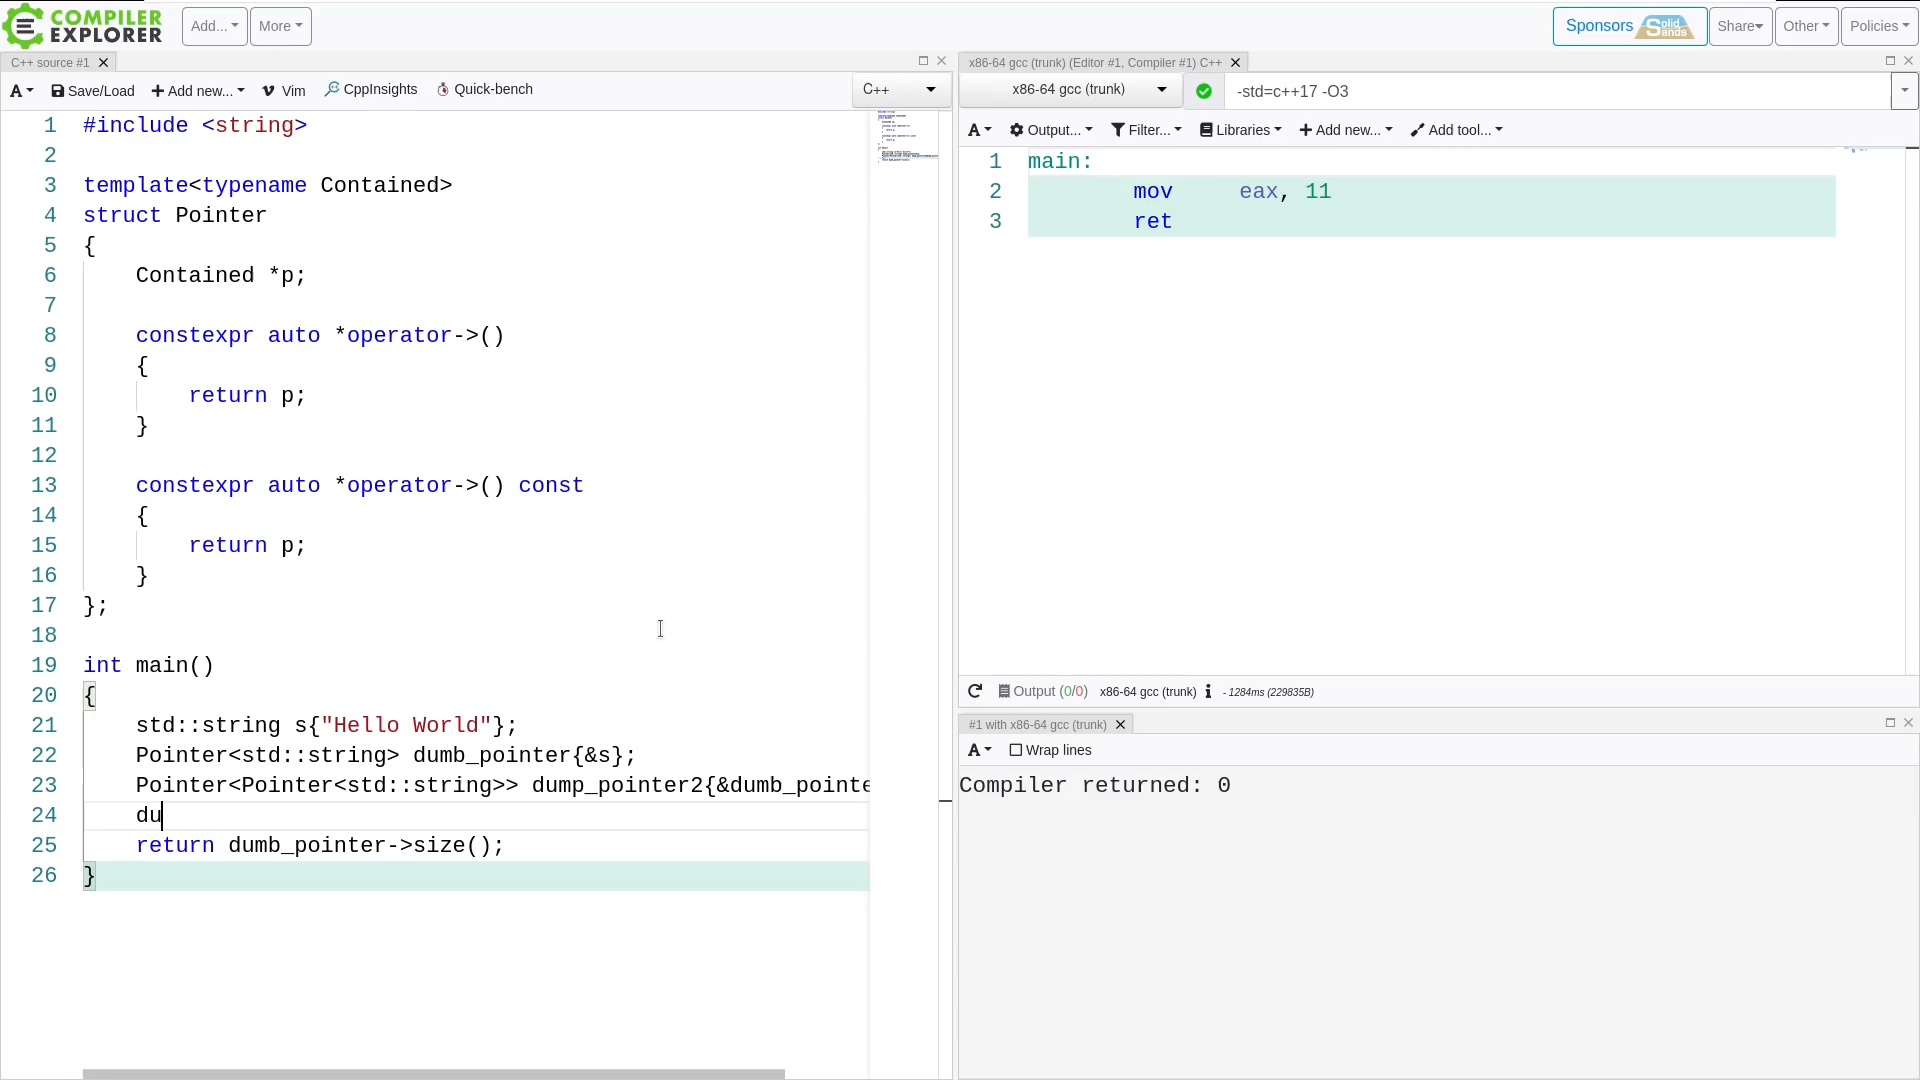 COMPILER EXPLORER
Add...
More
Sponsors Solid Sands
Share
Other
Policies
C++ source #1
A
Save/Load
+ Add new...
Vim
CppInsights
Quick-bench
C++
1 #include <string>
2
3 template<typename Contained>
4 struct Pointer
5 {
6 Contained *p;
7
8 constexpr auto *operator->()
9 {
10 return p;
11 }
12
13 constexpr auto *operator->() const
14 {
15 return p;
16 }
17 };
18
19 int main()
20 {
21 std::string s{"Hello World"};
22 Pointer<std::string> dumb_pointer{&s};
23 Pointer<Pointer<std::string>> dump_pointer2{&dumb_pointe
24 du
25 return dumb_pointer->size();
26 }
x86-64 gcc (trunk) (Editor #1, Compiler #1) C++
x86-64 gcc (trunk)
-std=c++17 -O3
A
Output...
Filter...
Libraries
+ Add new...
Add tool...
1 main:
2 mov eax, 11
3 ret
Output (0/0) x86-64 gcc (trunk) i - 1284ms (229835B)
#1 with x86-64 gcc (trunk)
A
Wrap lines
Compiler returned: 0